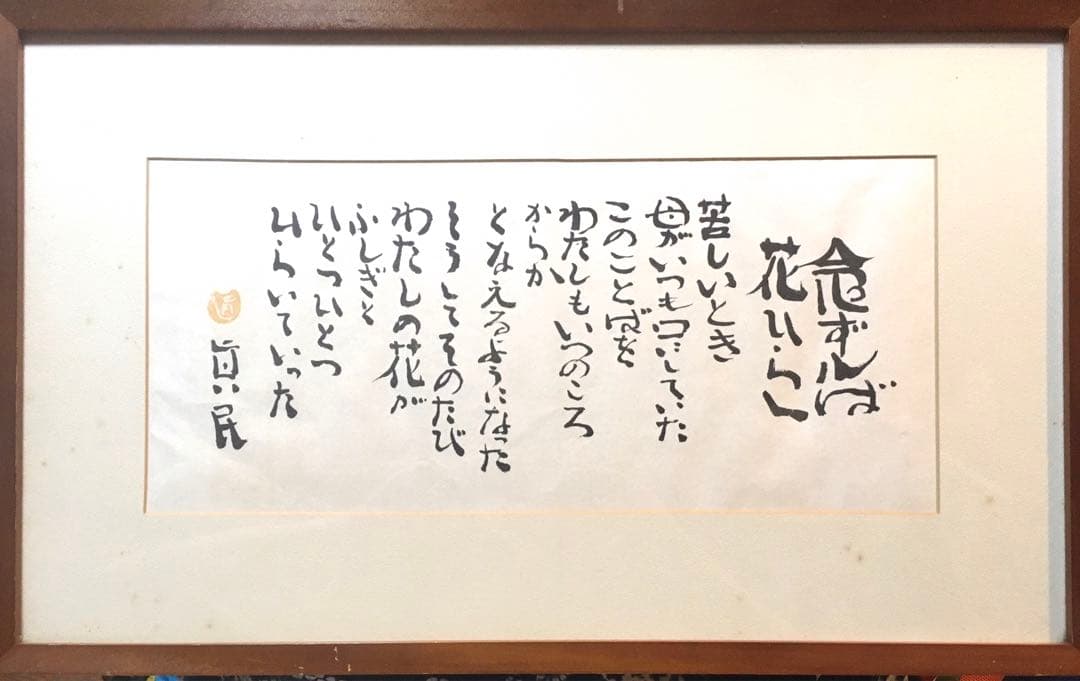 念ずれば
花ひらく
苦しいとき
母がいつも口にしていた
このことばを
わたしもいつのころ
からか
となえるようになった
そうしてそのたび
わたしの花が
ふしぎと
ひとつひとつ
ひらいていった
眞民